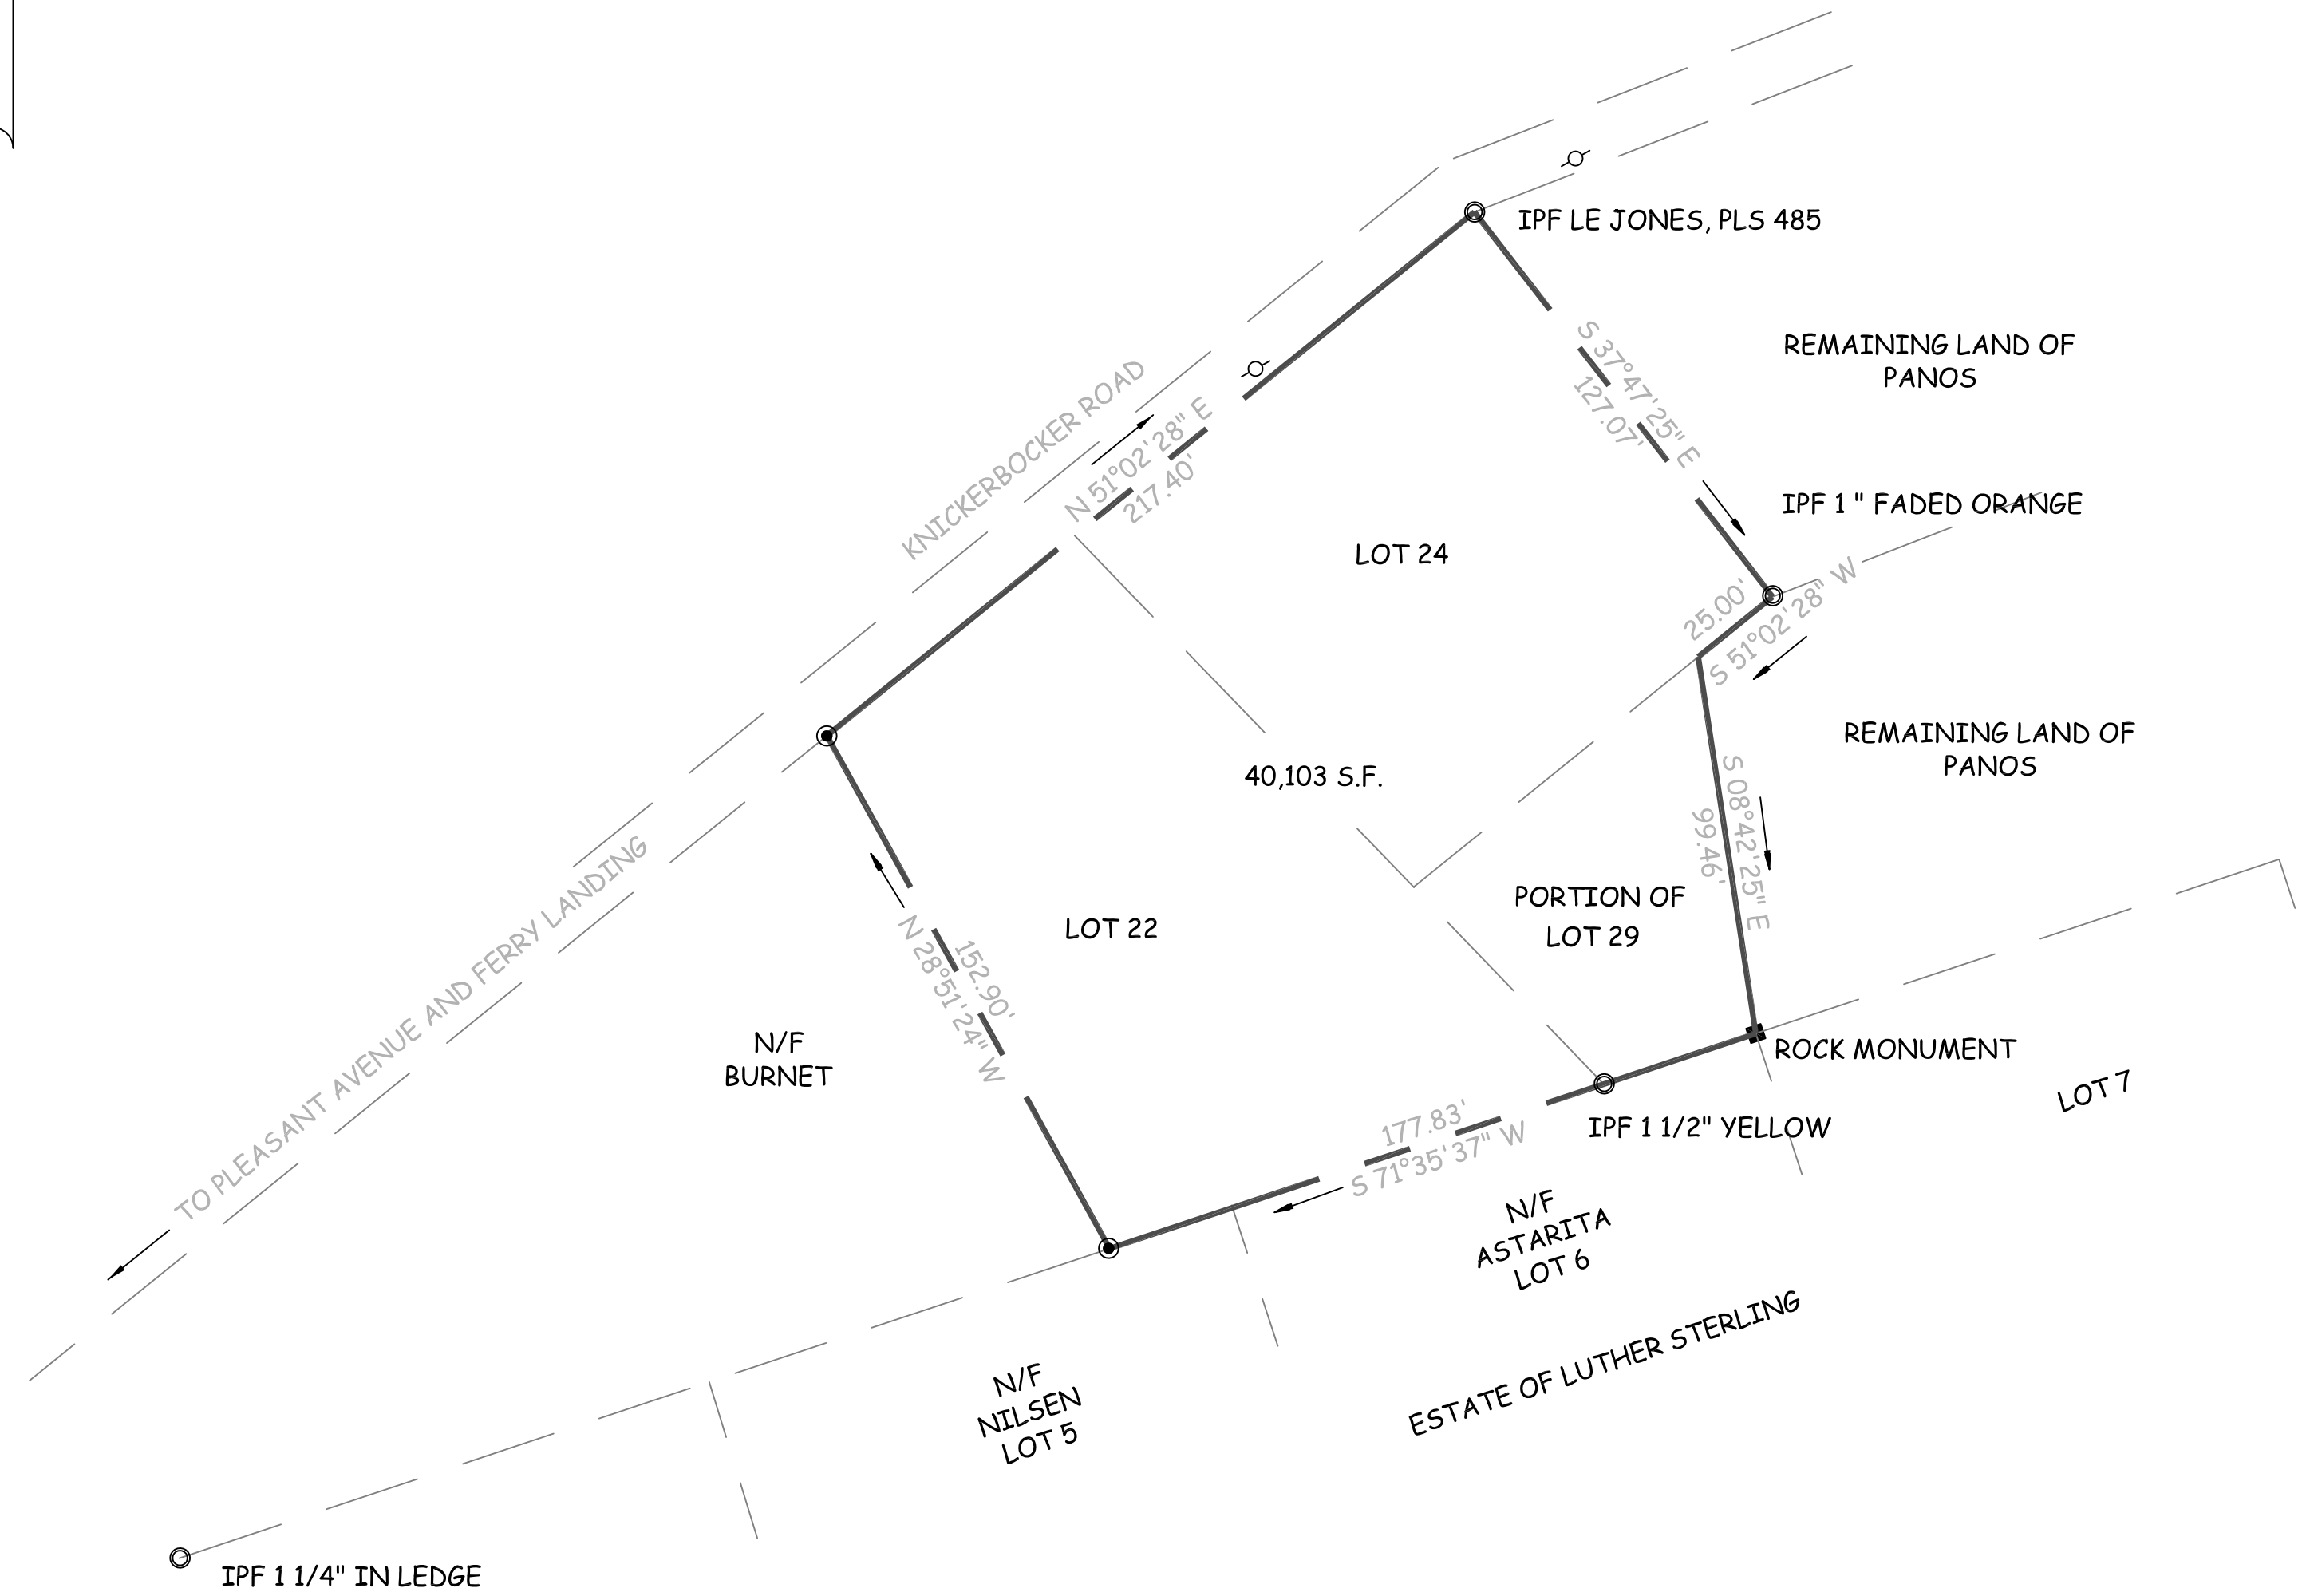 IPF LE JONES, PLS 485
REMAINING LAND OF
PANOS
S 37°47'25" E
127.07'
KNICKERBOCKER ROAD
N 51°02'28" E
217.40'
IPF 1 " FADED ORANGE
LOT 24
25.00'
S 51°02'28" W
REMAINING LAND OF
PANOS
40,103 S.F.
S 08°42'25" E
99.46'
TO PLEASANT AVENUE AND FERRY LANDING
PORTION OF
LOT 29
LOT 22
152.90'
N 28°51'24" W
N/F
BURNET
ROCK MONUMENT
LOT 7
177.83'
S 71°35'37" W
IPF 1 1/2" YELLOW
N/F
ASTARITA
LOT 6
ESTATE OF LUTHER STERLING
N/F
NILSEN
LOT 5
IPF 1 1/4" IN LEDGE